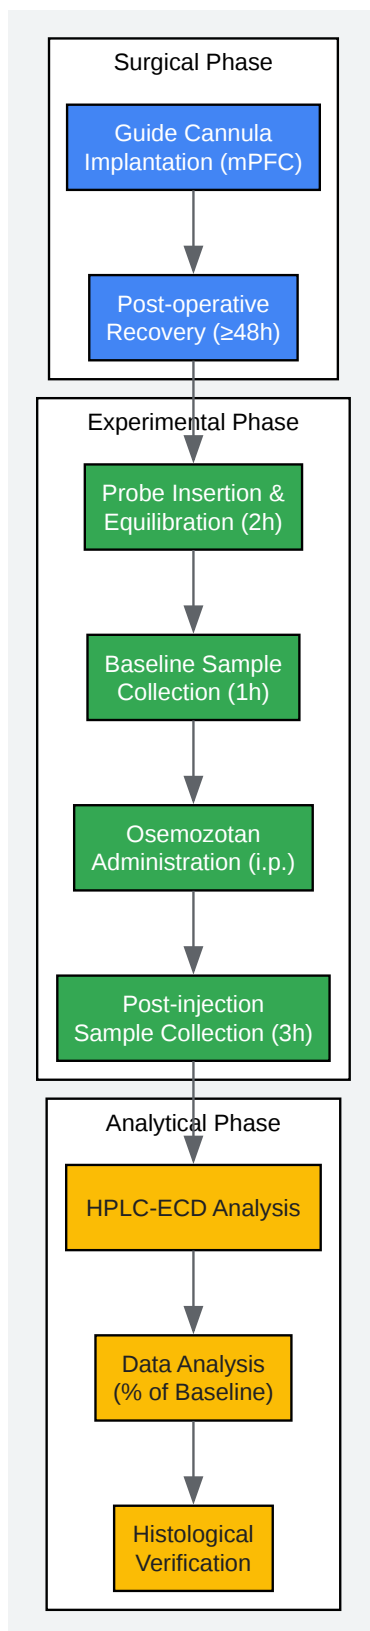 Surgical Phase
Guide Cannula
Implantation (mPFC)
Post-operative
Recovery (≥48h)
Experimental Phase
Probe Insertion &
Equilibration (2h)
Baseline Sample
Collection (1h)
Osemozotan
Administration (i.p.)
Post-injection
Sample Collection (3h)
Analytical Phase
HPLC-ECD Analysis
Data Analysis
(% of Baseline)
Histological
Verification